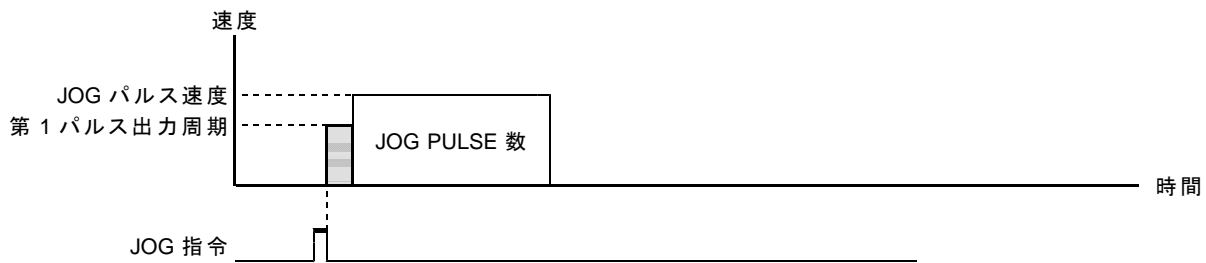 速度
JOG パルス速度
第 1 パルス出力周期
JOG PULSE 数
時間
JOG 指令